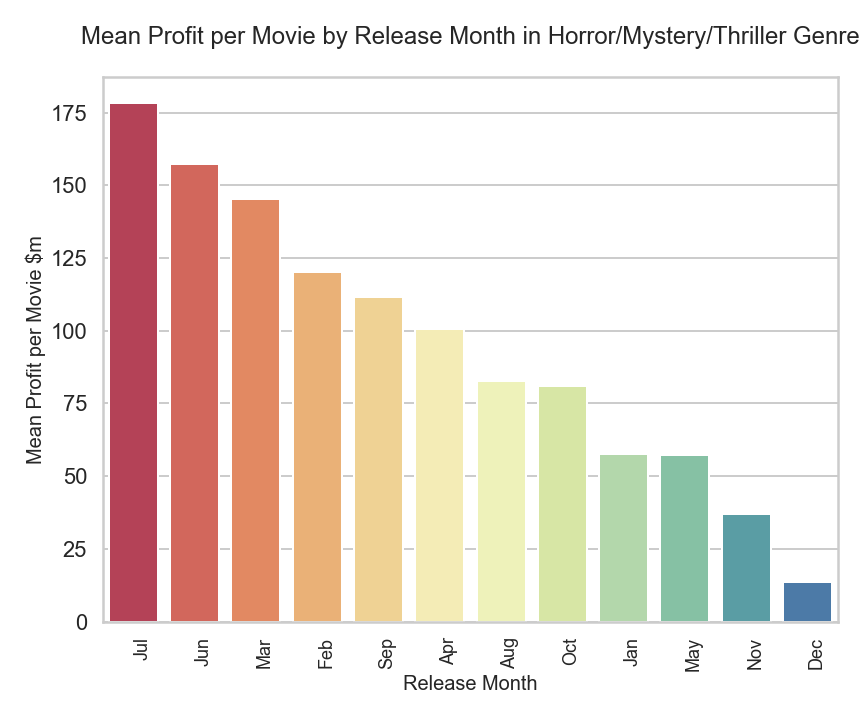 Mean Profit per Movie by Release Month in Horror/Mystery/Thriller Genre
Mean Profit per Movie $m
175
150
125
100
75
50
25
0
Jul
Jun
Mar
Feb
Sep
Apr
Aug
Oct
Jan
May
Nov
Dec
Release Month